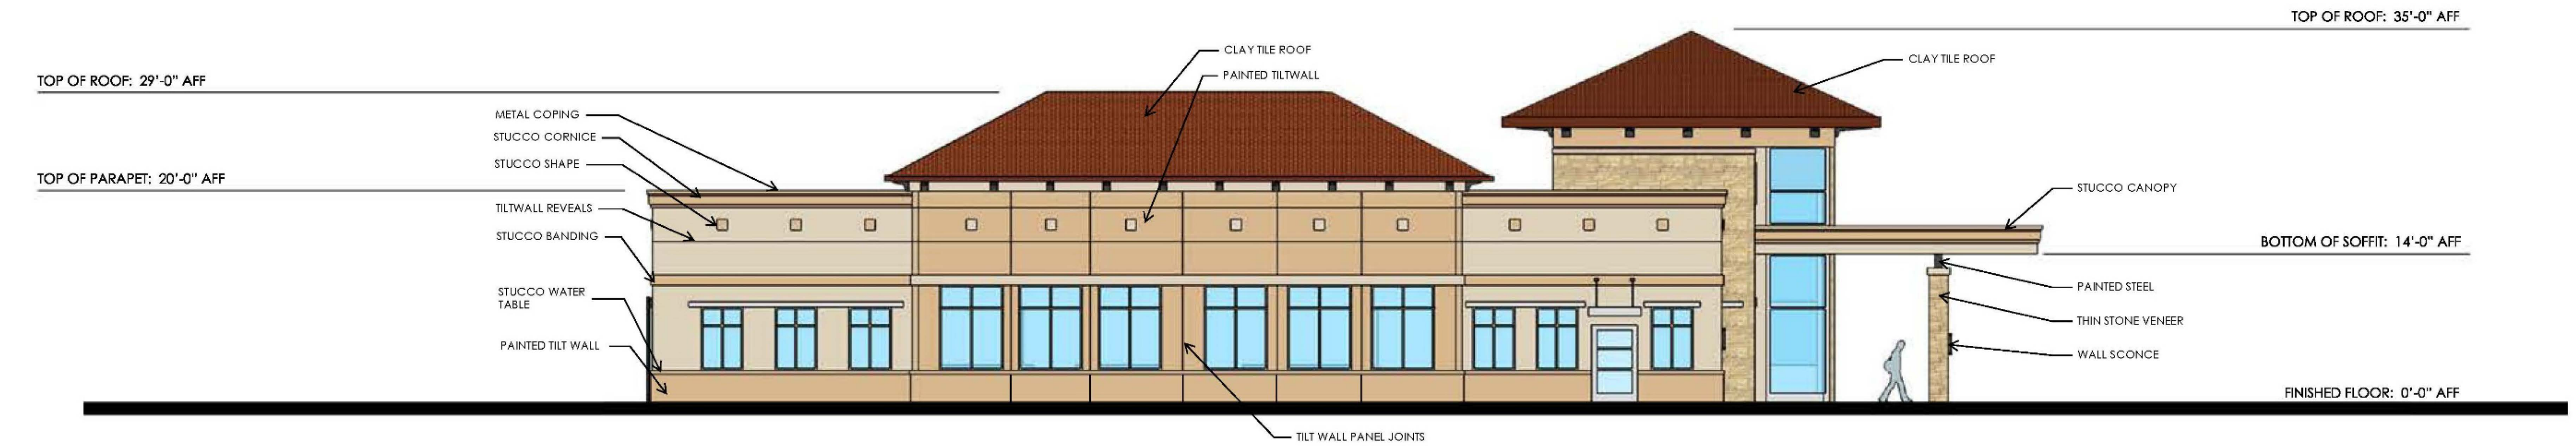 TOP OF ROOF: 35'-0" AFF
CLAY TILE ROOF
PAINTED TILTWALL
CLAY TILE ROOF
TOP OF ROOF: 29'-0" AFF
METAL COPING
STUCCO CORNICE
STUCCO SHAPE
TOP OF PARAPET: 20'-0" AFF
TILTWALL REVEALS
STUCCO BANDING
STUCCO WATER
TABLE
PAINTED TILT WALL
STUCCO CANOPY
BOTTOM OF SOFFIT: 14'-0" AFF
PAINTED STEEL
THIN STONE VENEER
WALL SCONCE
FINISHED FLOOR: 0'-0" AFF
TILT WALL PANEL JOINTS